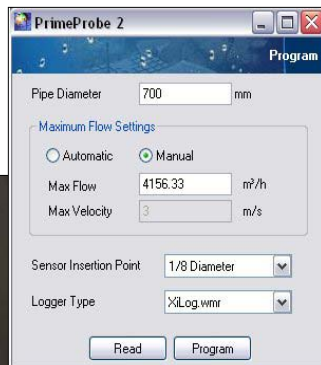 PrimeProbe 2
Program
Pipe Diameter 700 mm
Maximum Flow Settings
Automatic Manual
Max Flow 4156.33 m³/h
Max Velocity 3 m/s
Sensor Insertion Point 1/8 Diameter
Logger Type XiLog.wmr
Read Program